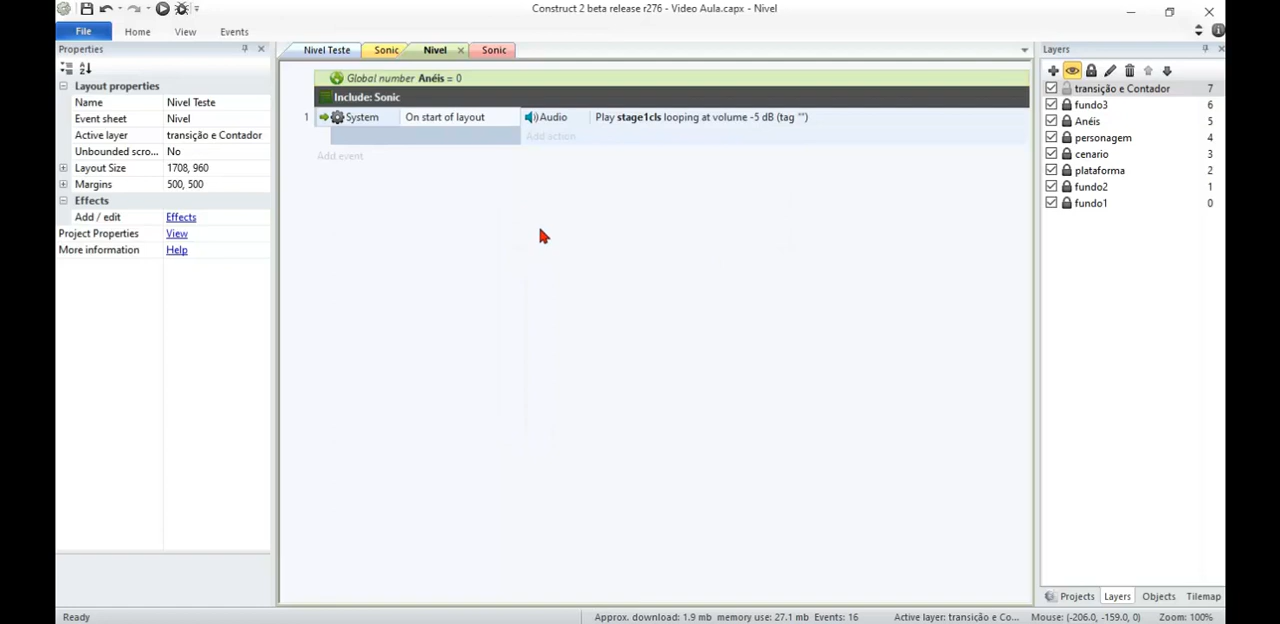 Construct 2 beta release r276 - Video Aula.capx - Nivel
File Home View Events
Properties
Nivel Teste Sonic Nivel Sonic
Layers
Layout properties
Name Nivel Teste
Event sheet Nivel
Active layer transição e Contador
Unbounded scro... No
Layout Size 1708, 960
Margins 500, 500
Effects
Add / edit Effects
Project Properties View
More information Help
Global number Anéis = 0
Include: Sonic
1 System On start of layout Audio Play stage1cls looping at volume -5 dB (tag "")
Add action
Add event
transição e Contador 7
fundo3 6
Anéis 5
personagem 4
cenario 3
plataforma 2
fundo2 1
fundo1 0
Projects Layers Objects Tilemap
Ready Approx. download: 1.9 mb memory use: 27.1 mb Events: 16 Active layer: transição e Co... Mouse: (-206.0, -159.0, 0) Zoom: 100%